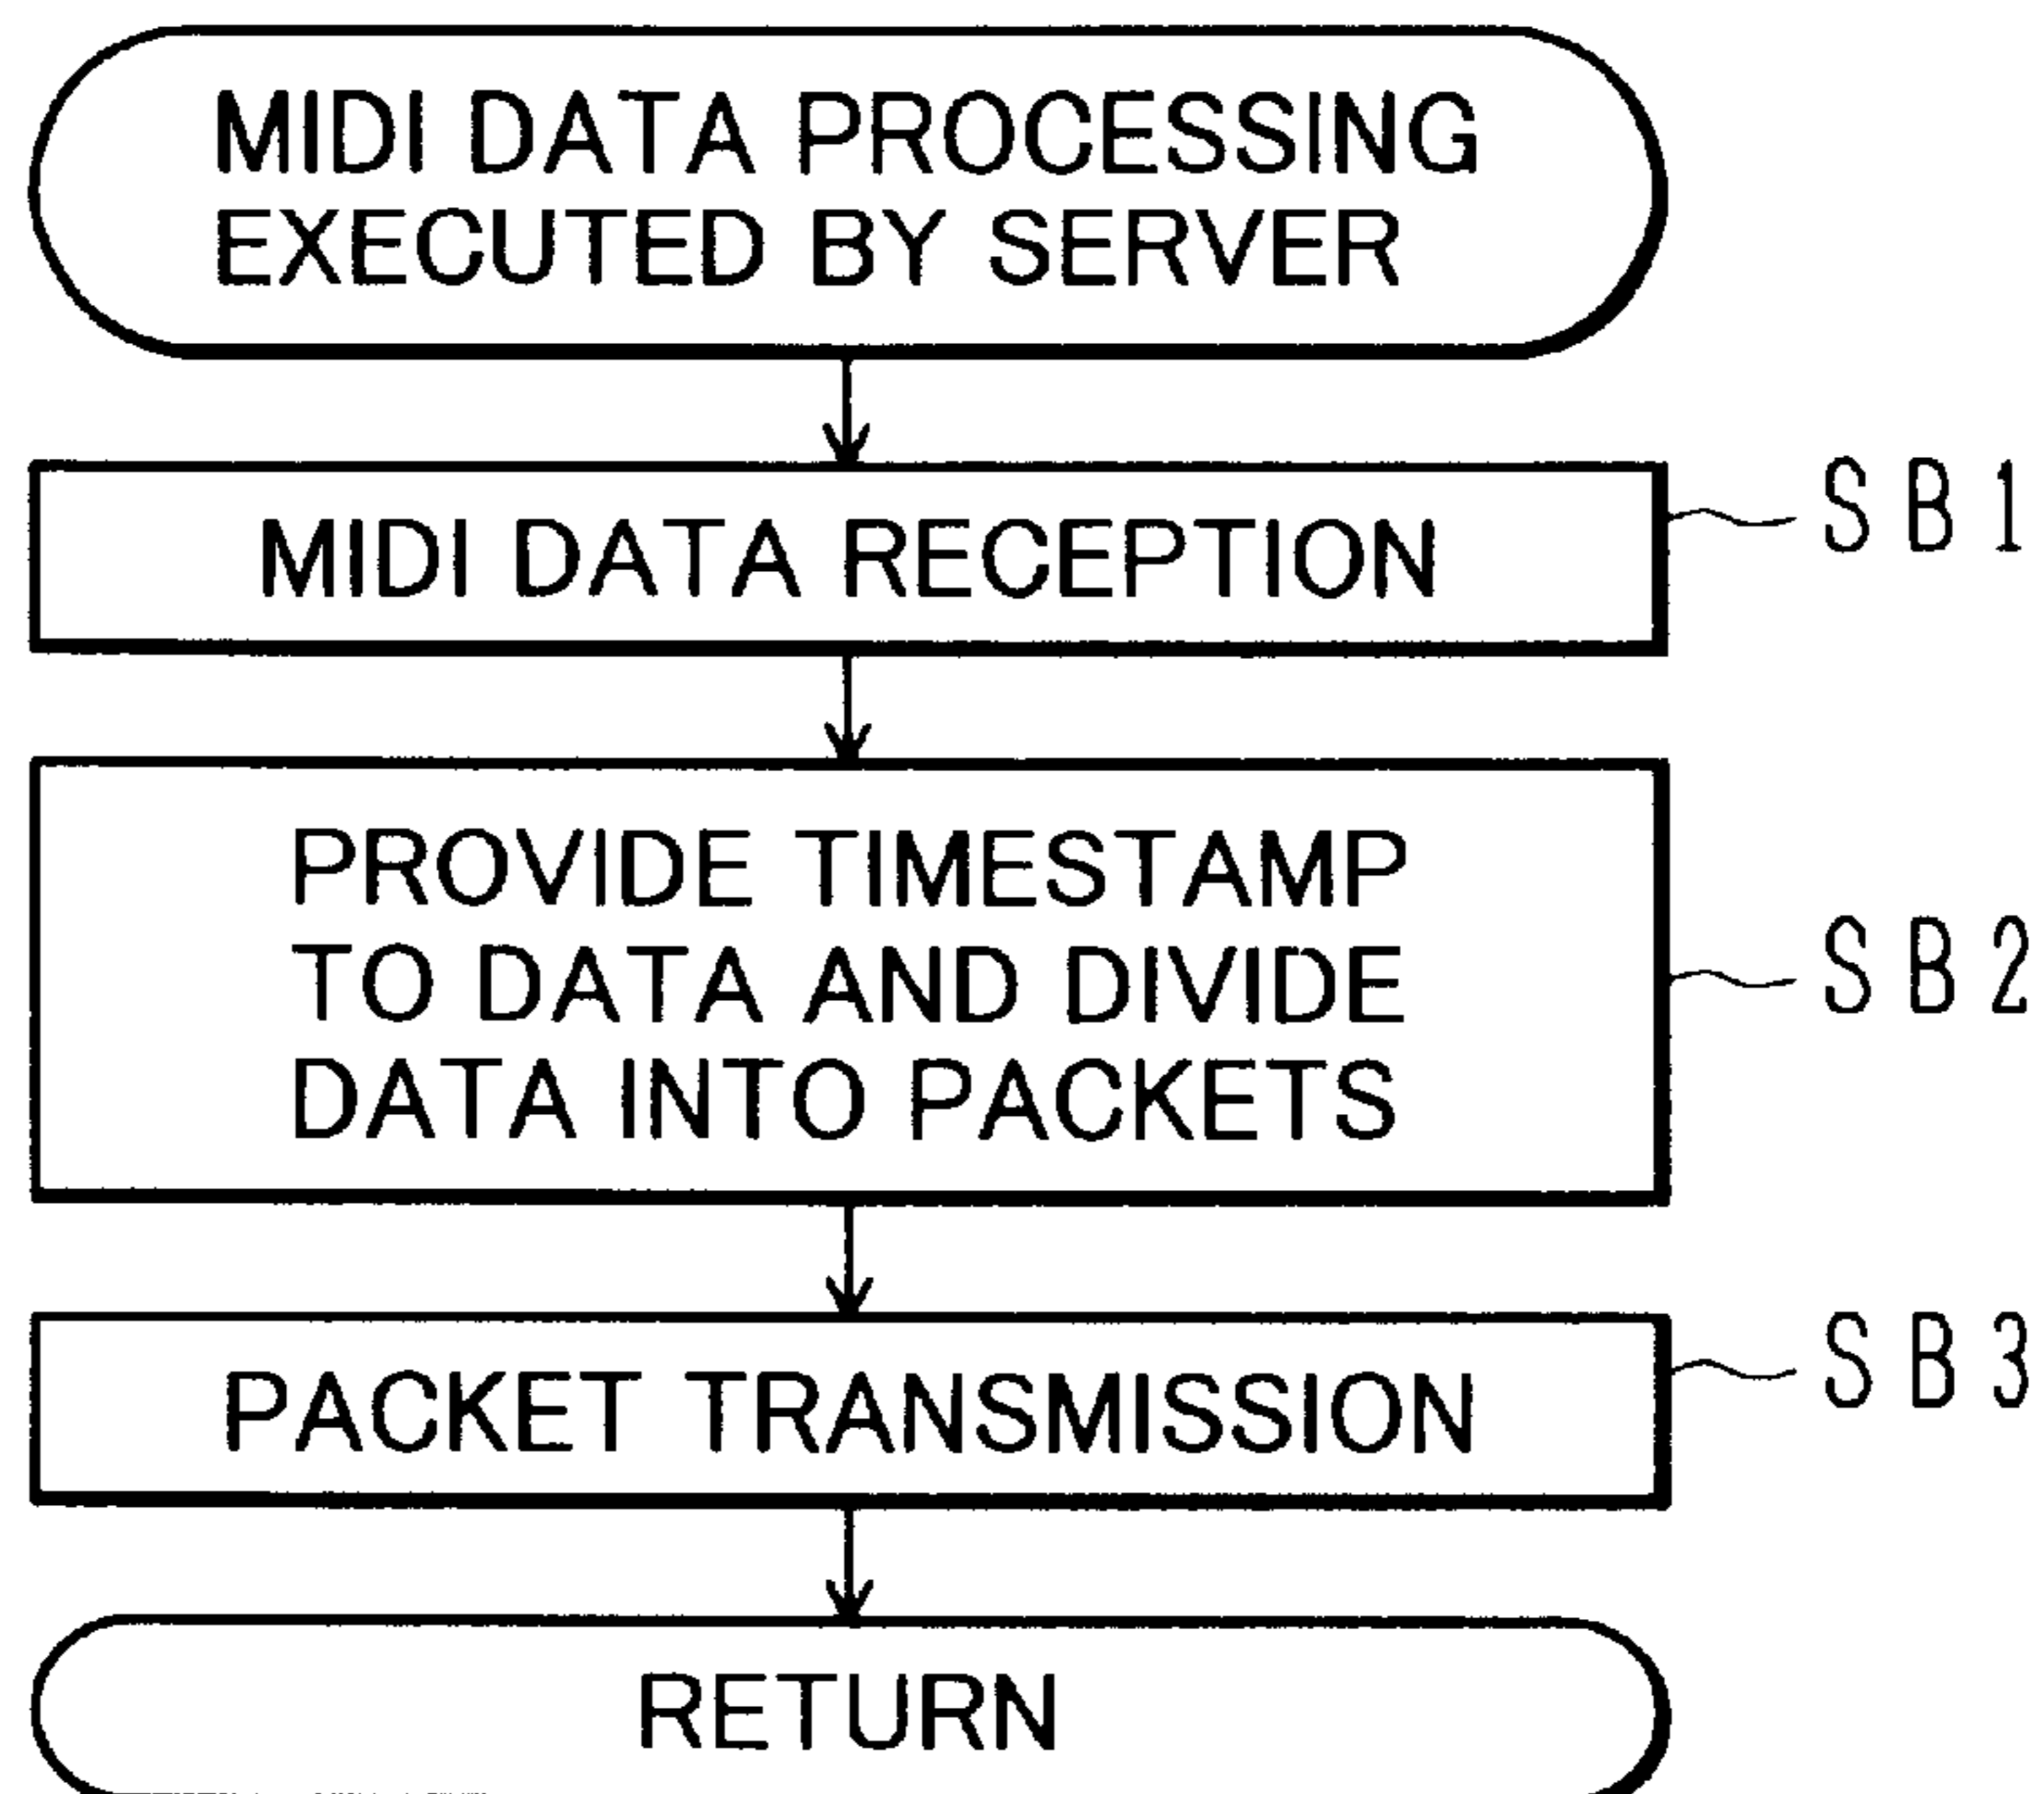 MIDI DATA PROCESSING
EXECUTED BY SERVER
MIDI DATA RECEPTION
SB1
PROVIDE TIMESTAMP
TO DATA AND DIVIDE
DATA INTO PACKETS
SB2
PACKET TRANSMISSION
SB3
RETURN